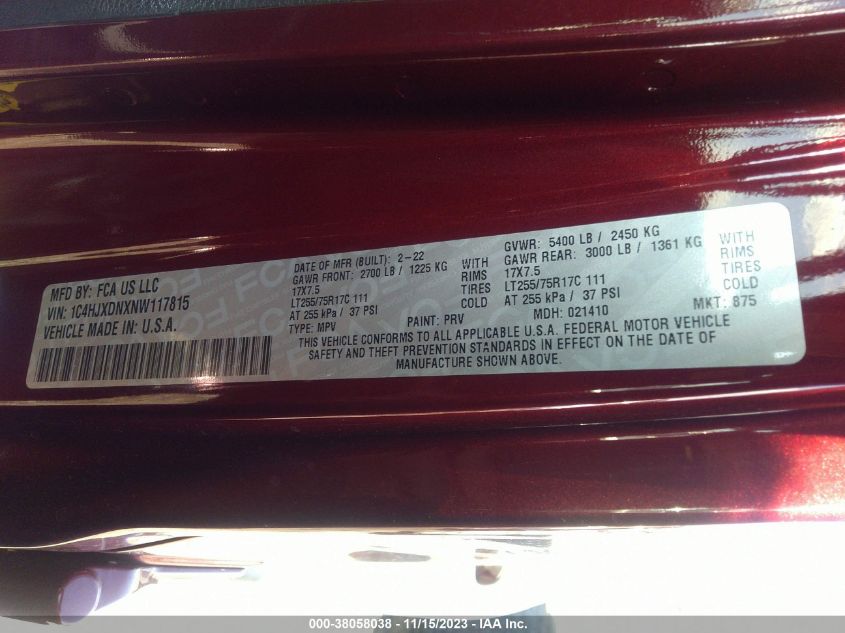 MFD BY: FCA US LLC
VIN: 1C4HJXDNXNW117815
VEHICLE MADE IN: U.S.A.
DATE OF MFR (BUILT): 2-22
GAWR FRONT: 2700 LB / 1225 KG WITH
17X7.5 RIMS
LT255/75R17C 111 TIRES
AT 255 kPa / 37 PSI COLD
GVWR: 5400 LB / 2450 KG
GAWR REAR: 3000 LB / 1361 KG WITH
17X7.5 RIMS
LT255/75R17C 111 TIRES
AT 255 kPa / 37 PSI COLD
TYPE: MPV PAINT: PRV MDH: 021410 MKT: 875
THIS VEHICLE CONFORMS TO ALL APPLICABLE U.S.A. FEDERAL MOTOR VEHICLE
SAFETY AND THEFT PREVENTION STANDARDS IN EFFECT ON THE DATE OF
MANUFACTURE SHOWN ABOVE.
000-38058038 - 11/15/2023 - IAA Inc.